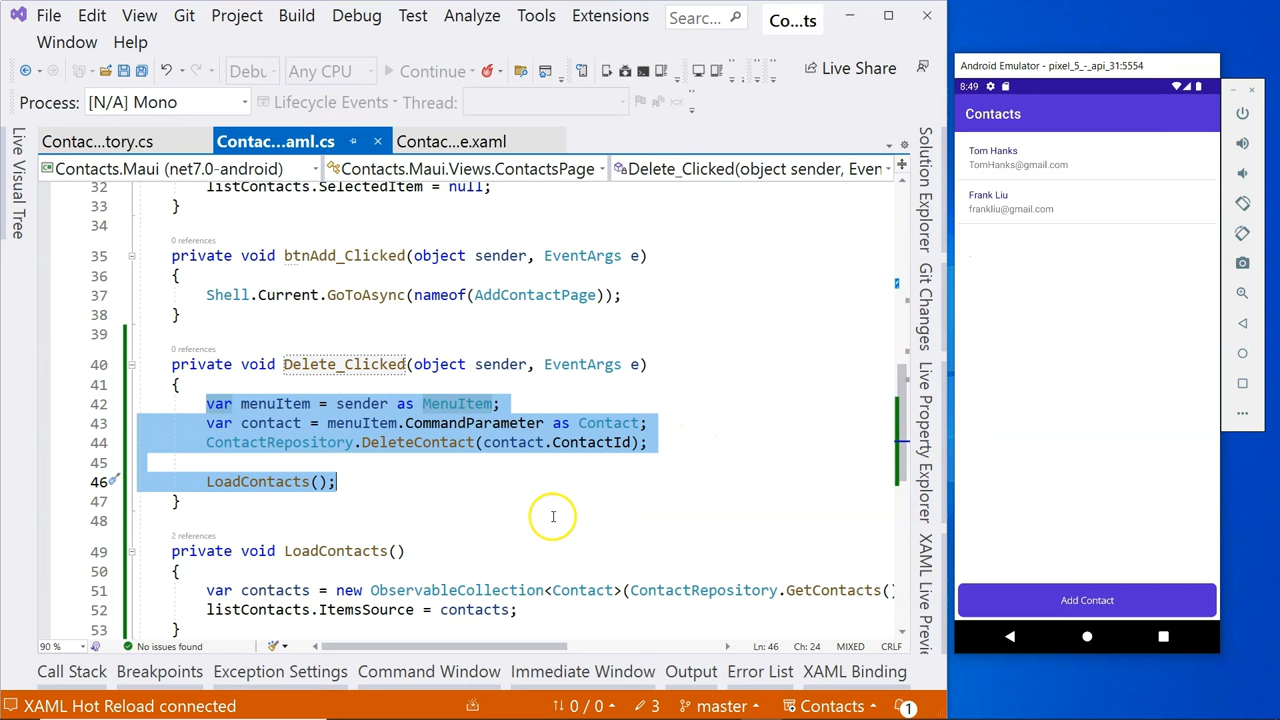 File Edit View Git Project Build Debug Test Analyze Tools Extensions Search... Co...ts
Window Help
Debu Any CPU Continue Live Share
Process: [N/A] Mono Lifecycle Events Thread:
Contac...tory.cs Contac...aml.cs Contac...e.xaml
Contacts.Maui (net7.0-android) Contacts.Maui.Views.ContactsPage Delete_Clicked(object sender, Even
32 listContacts.SelectedItem = null;
33 }
34
0 references
35 private void btnAdd_Clicked(object sender, EventArgs e)
36 {
37 Shell.Current.GoToAsync(nameof(AddContactPage));
38 }
39
0 references
40 private void Delete_Clicked(object sender, EventArgs e)
41 {
42 var menuItem = sender as MenuItem;
43 var contact = menuItem.CommandParameter as Contact;
44 ContactRepository.DeleteContact(contact.ContactId);
45
46 LoadContacts();
47 }
48
2 references
49 private void LoadContacts()
50 {
51 var contacts = new ObservableCollection<Contact>(ContactRepository.GetContacts()
52 listContacts.ItemsSource = contacts;
53 }
90 % No issues found Ln: 46 Ch: 24 MIXED CRLF
Call Stack Breakpoints Exception Settings Command Window Immediate Window Output Error List XAML Binding
XAML Hot Reload connected 0 / 0 3 master Contacts 1
Live Visual Tree
Solution Explorer
Git Changes
Live Property Explorer
XAML Live Previe
Android Emulator - pixel_5_-_api_31:5554
8:49
Contacts
Tom Hanks
TomHanks@gmail.com
Frank Liu
frankliu@gmail.com
Add Contact